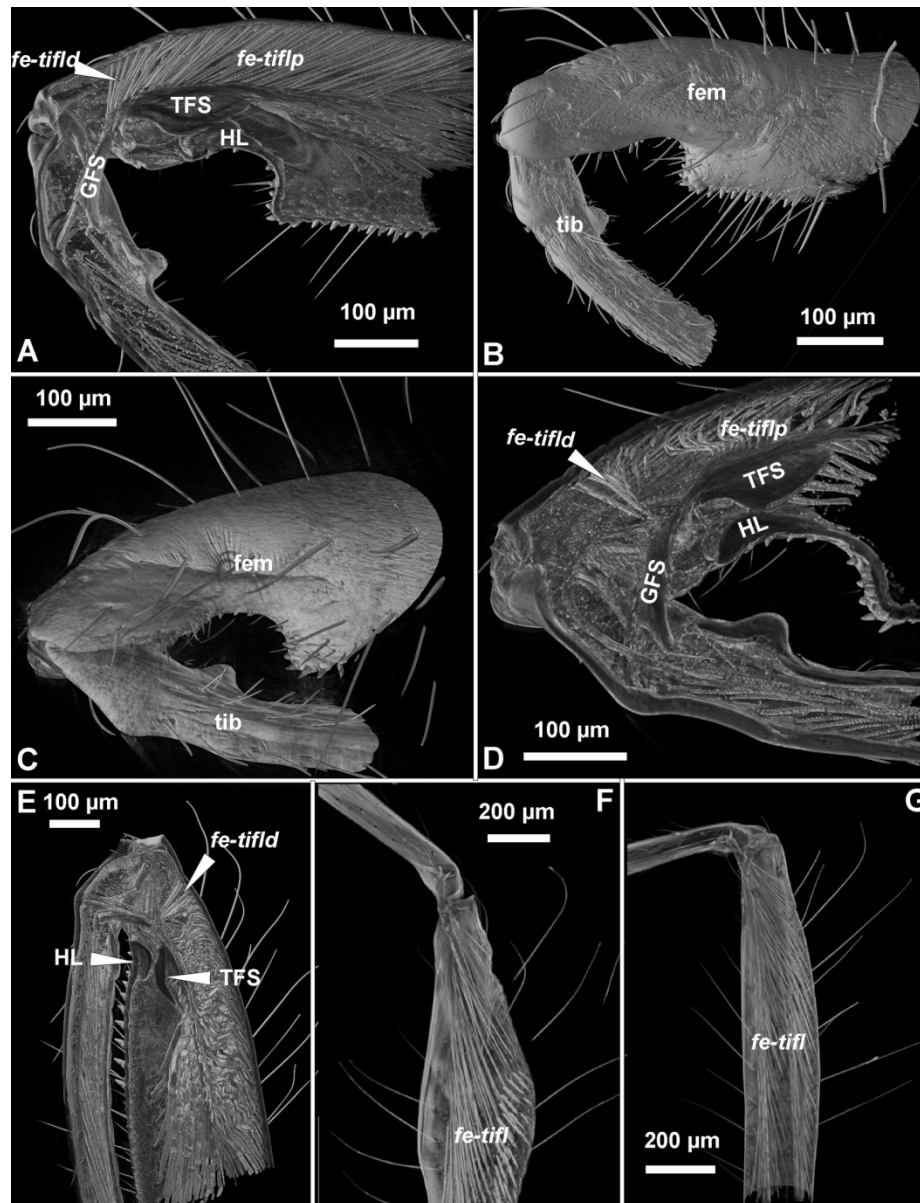 fe-tifld
fe-tiflp
TFS
HL
GFS
100 µm
A
fem
tib
100 µm
B
100 µm
fem
tib
C
fe-tiflp
fe-tifld
TFS
HL
GFS
100 µm
D
E
100 µm
fe-tifld
HL
TFS
F
200 µm
fe-tifl
G
fe-tifl
200 µm